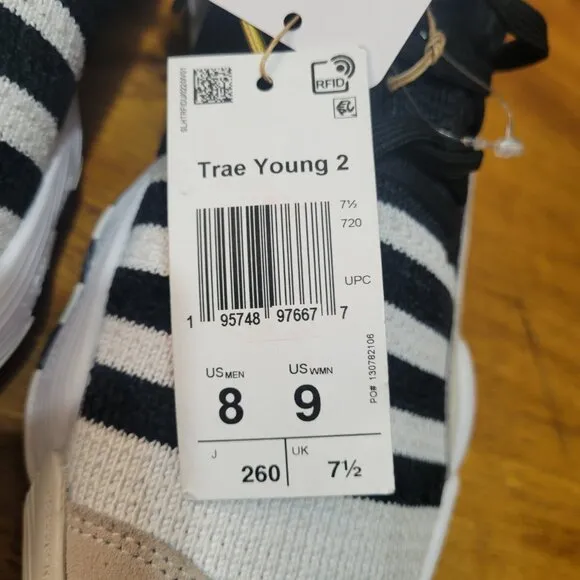 RFID
Trae Young 2
7½
720
UPC
1 95748 97667 7
PO# 130782106
US MEN
8
US WMN
9
J
260
UK
7½